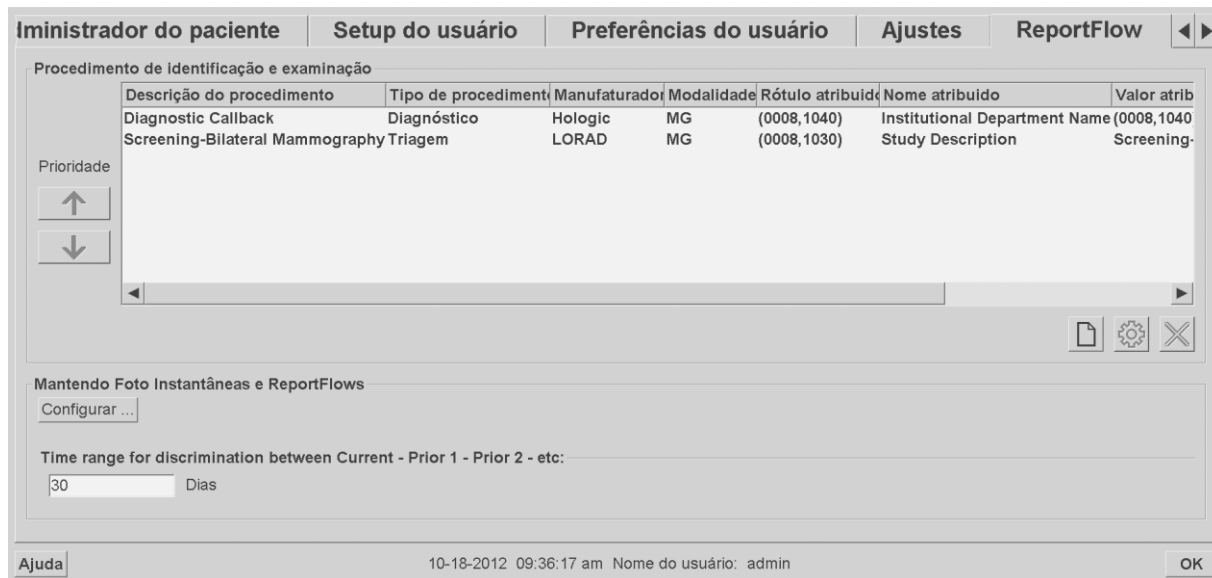 ministrador do paciente Setup do usuário Preferências do usuário Ajustes ReportFlow
Procedimento de identificação e examinação
Descrição do procedimento Tipo de procediment Manufaturador Modalidade Rótulo atribuid Nome atribuido Valor atrib
Diagnostic Callback Diagnóstico Hologic MG (0008,1040) Institutional Department Name (0008,1040
Screening-Bilateral Mammography Triagem LORAD MG (0008,1030) Study Description Screening-
Prioridade
Mantendo Foto Instantâneas e ReportFlows
Configurar ...
Time range for discrimination between Current - Prior 1 - Prior 2 - etc:
30 Dias
Ajuda 10-18-2012 09:36:17 am Nome do usuário: admin OK